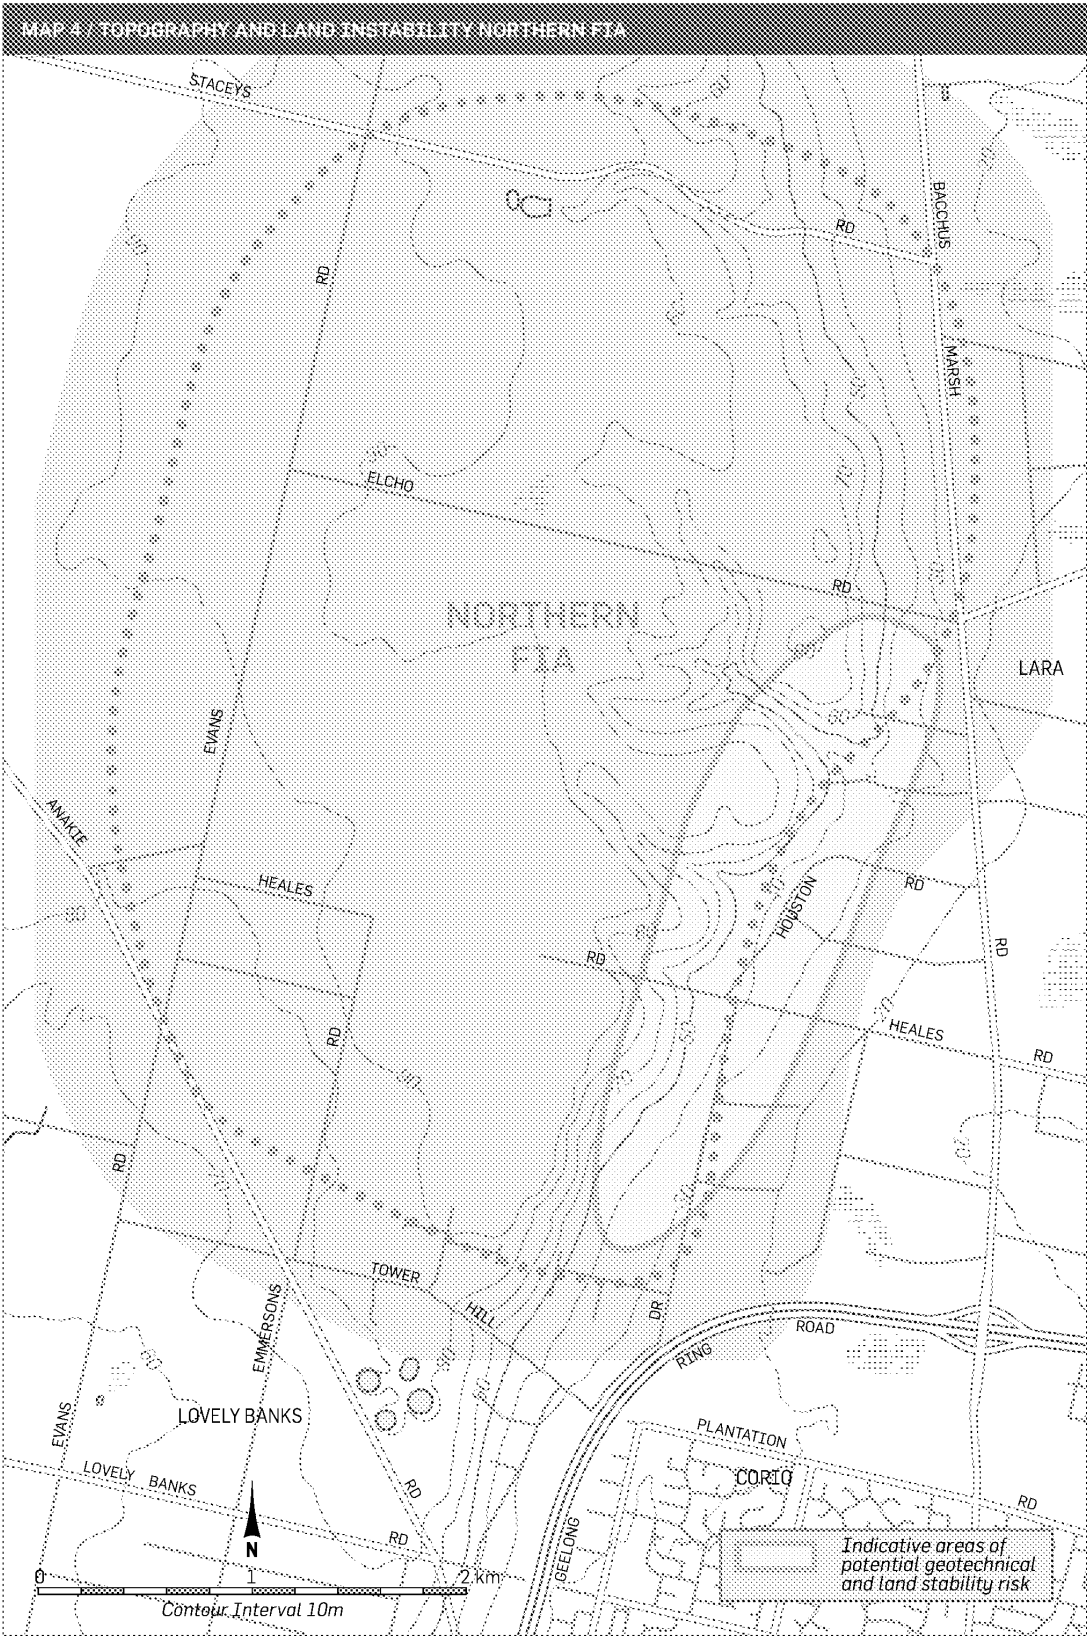 MAP 4 / TOPOGRAPHY AND LAND INSTABILITY NORTHERN FIA
STACEYS
RD
BACCHUS
RD
MARSH
ELCHO
RD
NORTHERN
FIA
LARA
EVANS
ANAKIE
HEALES
RD
80
HOUSTON
RD
RD
RD
50
HEALES
RD
90
RD
TOWER
HILL
DR
EMMERSONS
ROAD
RING
LOVELY BANKS
EVANS
PLANTATION
CORIO
LOVELY BANKS
RD
RD
RD
GEELONG
N
0 1 2 km
Contour Interval 10m
Indicative areas of
potential geotechnical
and land stability risk